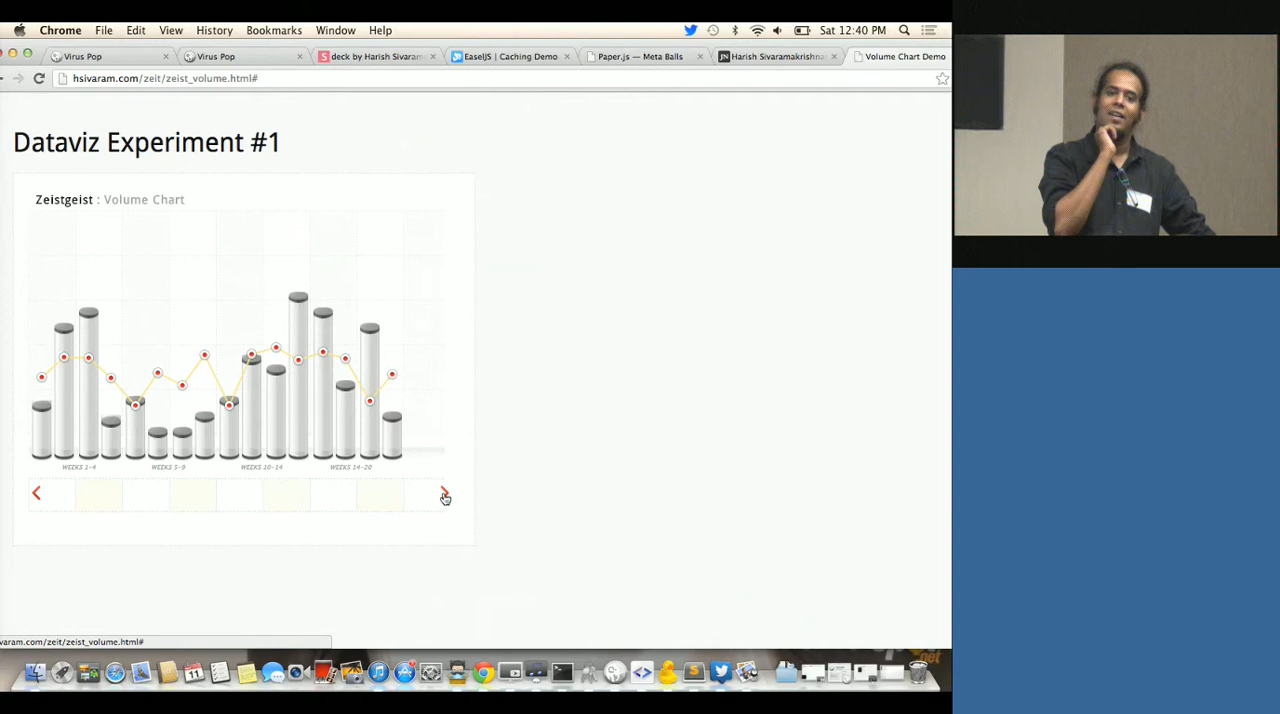 Chrome File Edit View History Bookmarks Window Help Sat 12:40 PM
Virus Pop Virus Pop deck by Harish Sivaram EaselJS | Caching Demo Paper.js — Meta Balls Harish Sivaramakrishna Volume Chart Demo
hsivaram.com/zeit/zeist_volume.html#
Dataviz Experiment #1
Zeistgeist : Volume Chart
WEEKS 1-4 WEEKS 5-9 WEEKS 10-14 WEEKS 14-20
varam.com/zeit/zeist_volume.html#
11
net